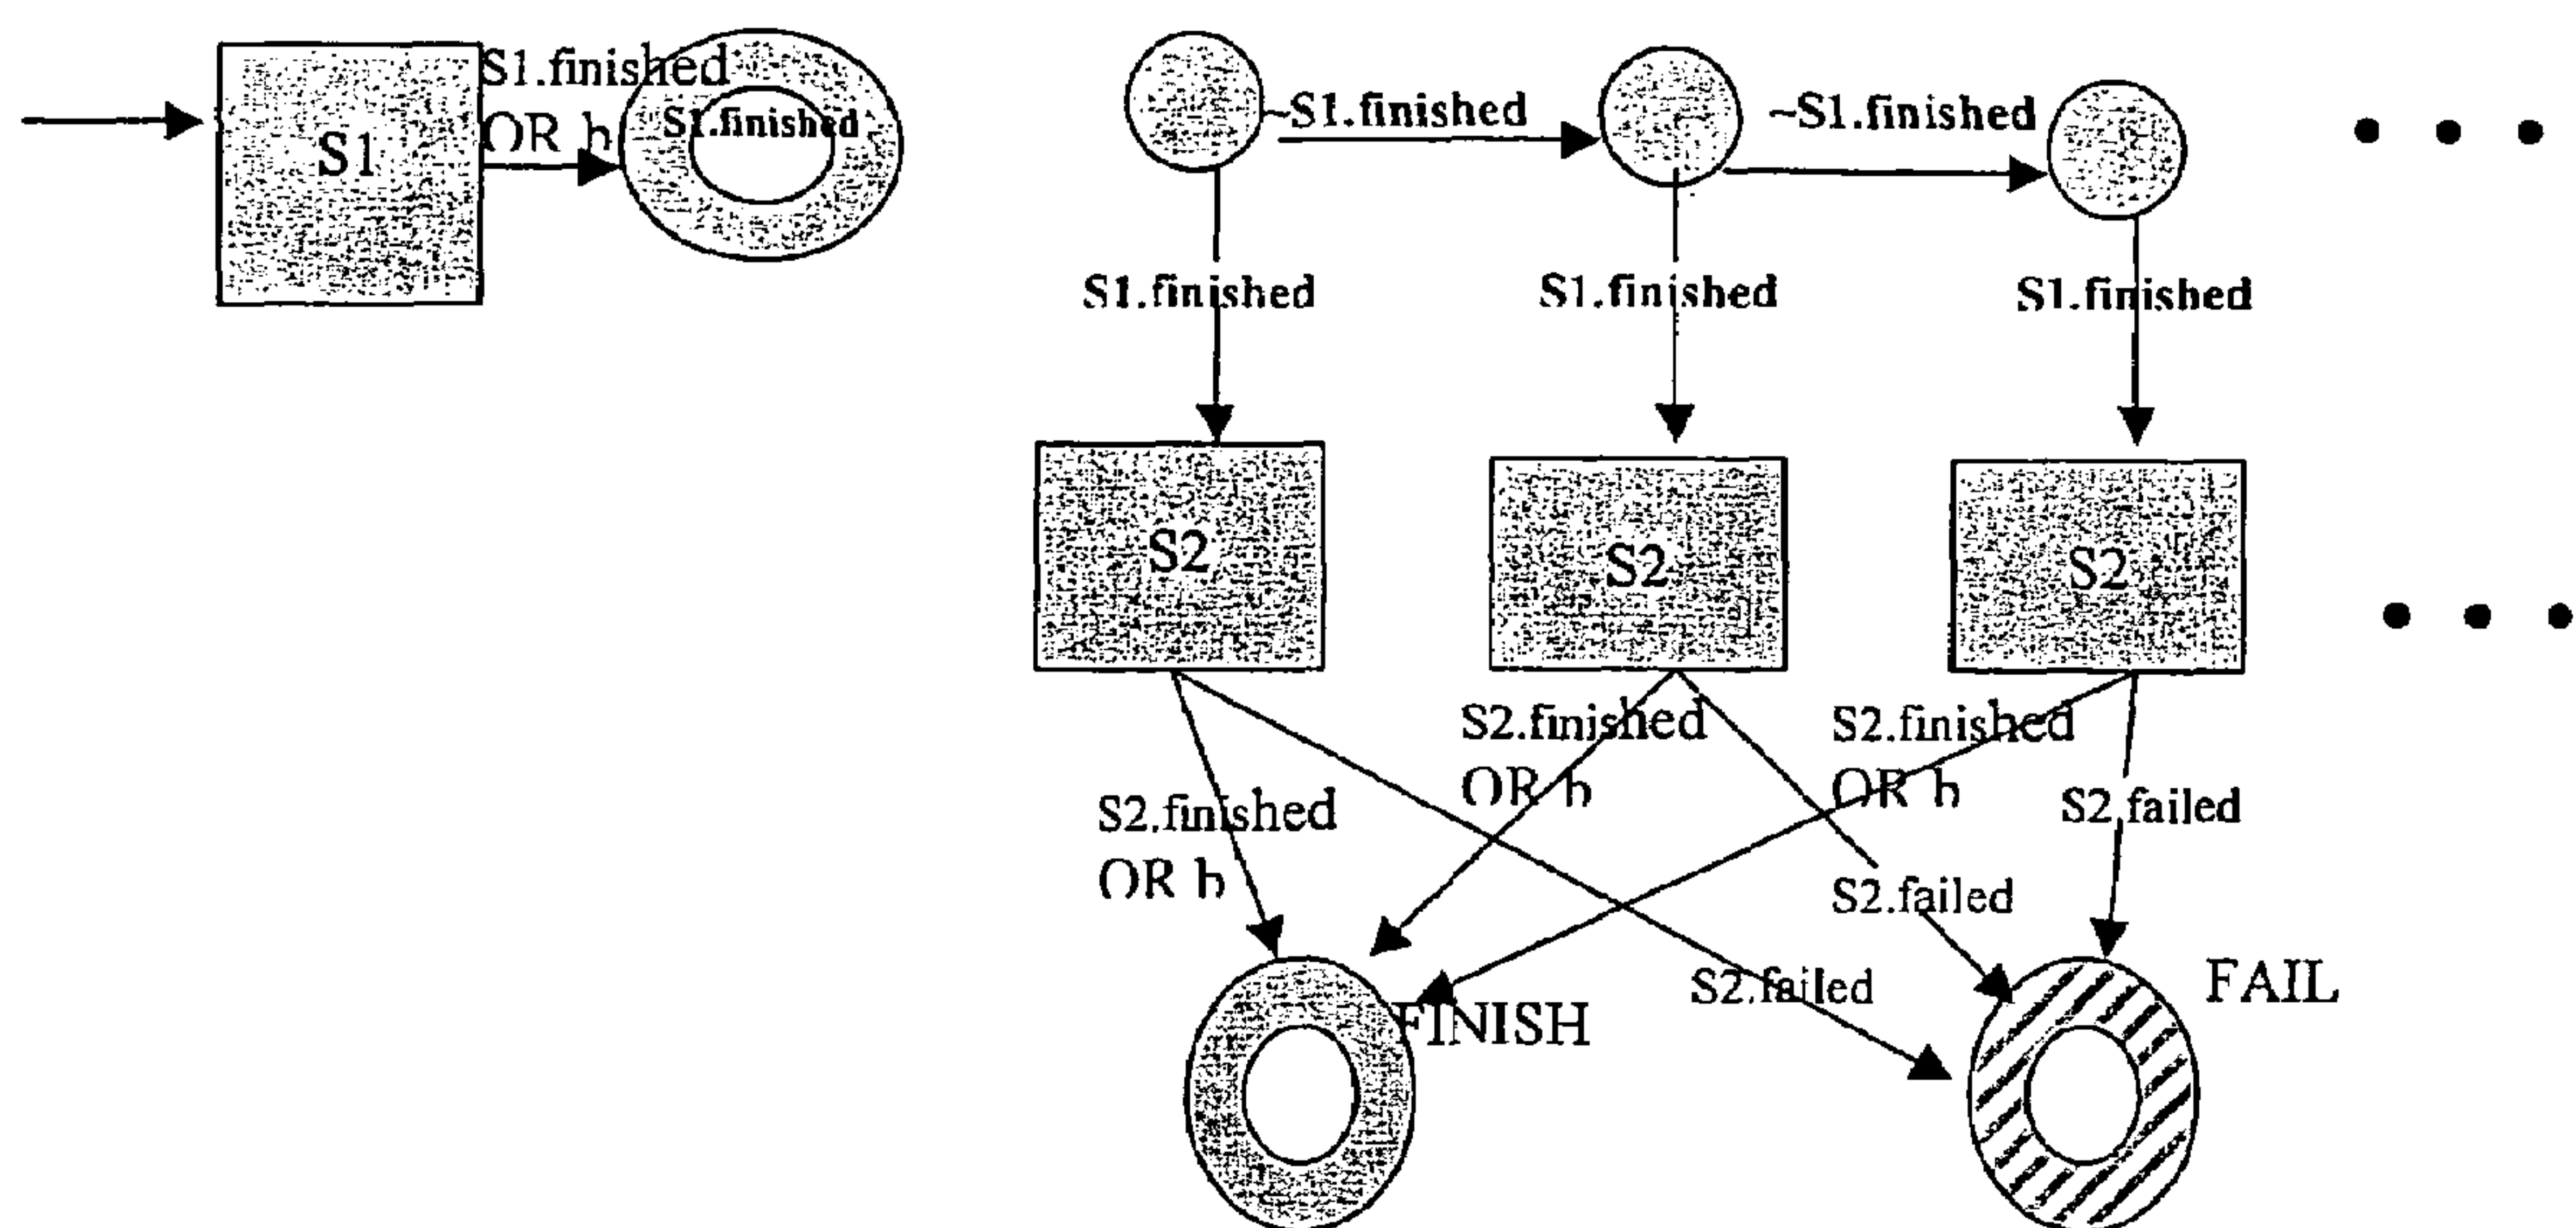 S1
S1.finished
OR b
S1.finished
~S1.finished
~S1.finished
S1.finished
S1.finished
S1.finished
S2
S2
S2
S2.finished
OR b
S2.finished
OR b
S2.finished
OR b
S2.failed
S2.failed
S2.failed
FINISH
FAIL